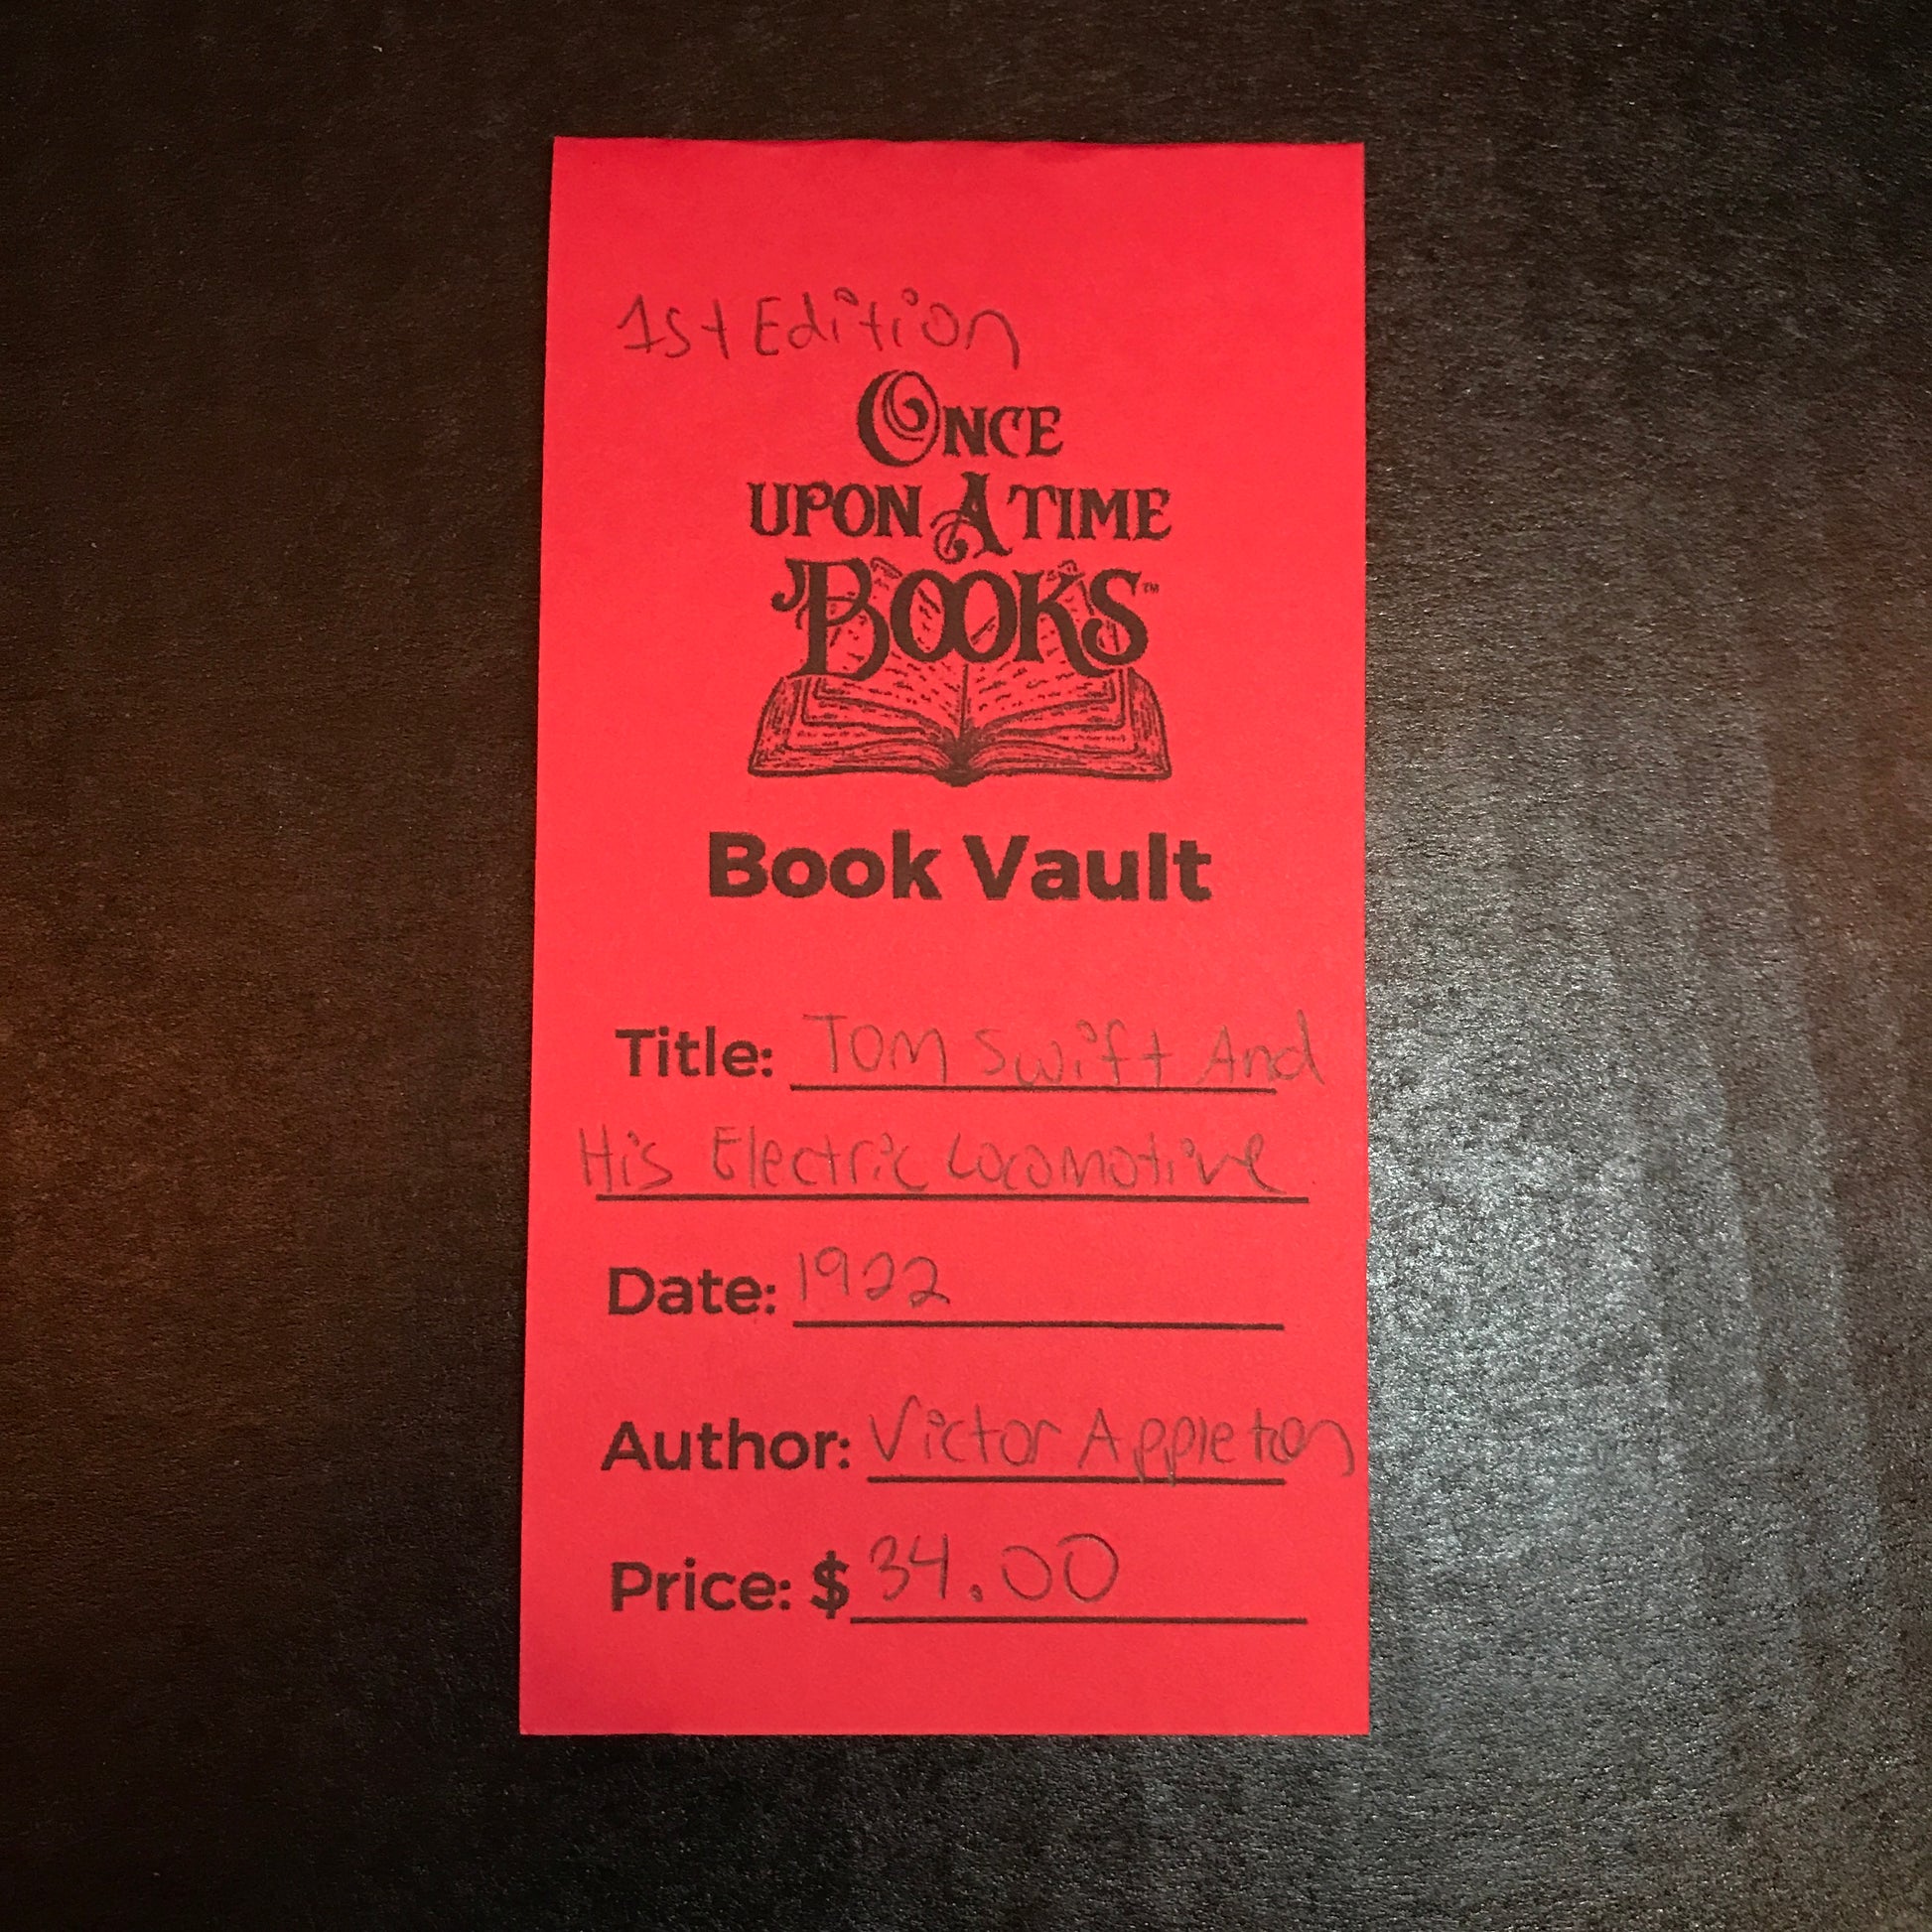 1st Edition
ONCE
UPON A TIME
BOOKS™
Book Vault
Title: Tom Swift And
His Electric Locomotive
Date: 1922
Author: Victor Appleton
Price: $34.00